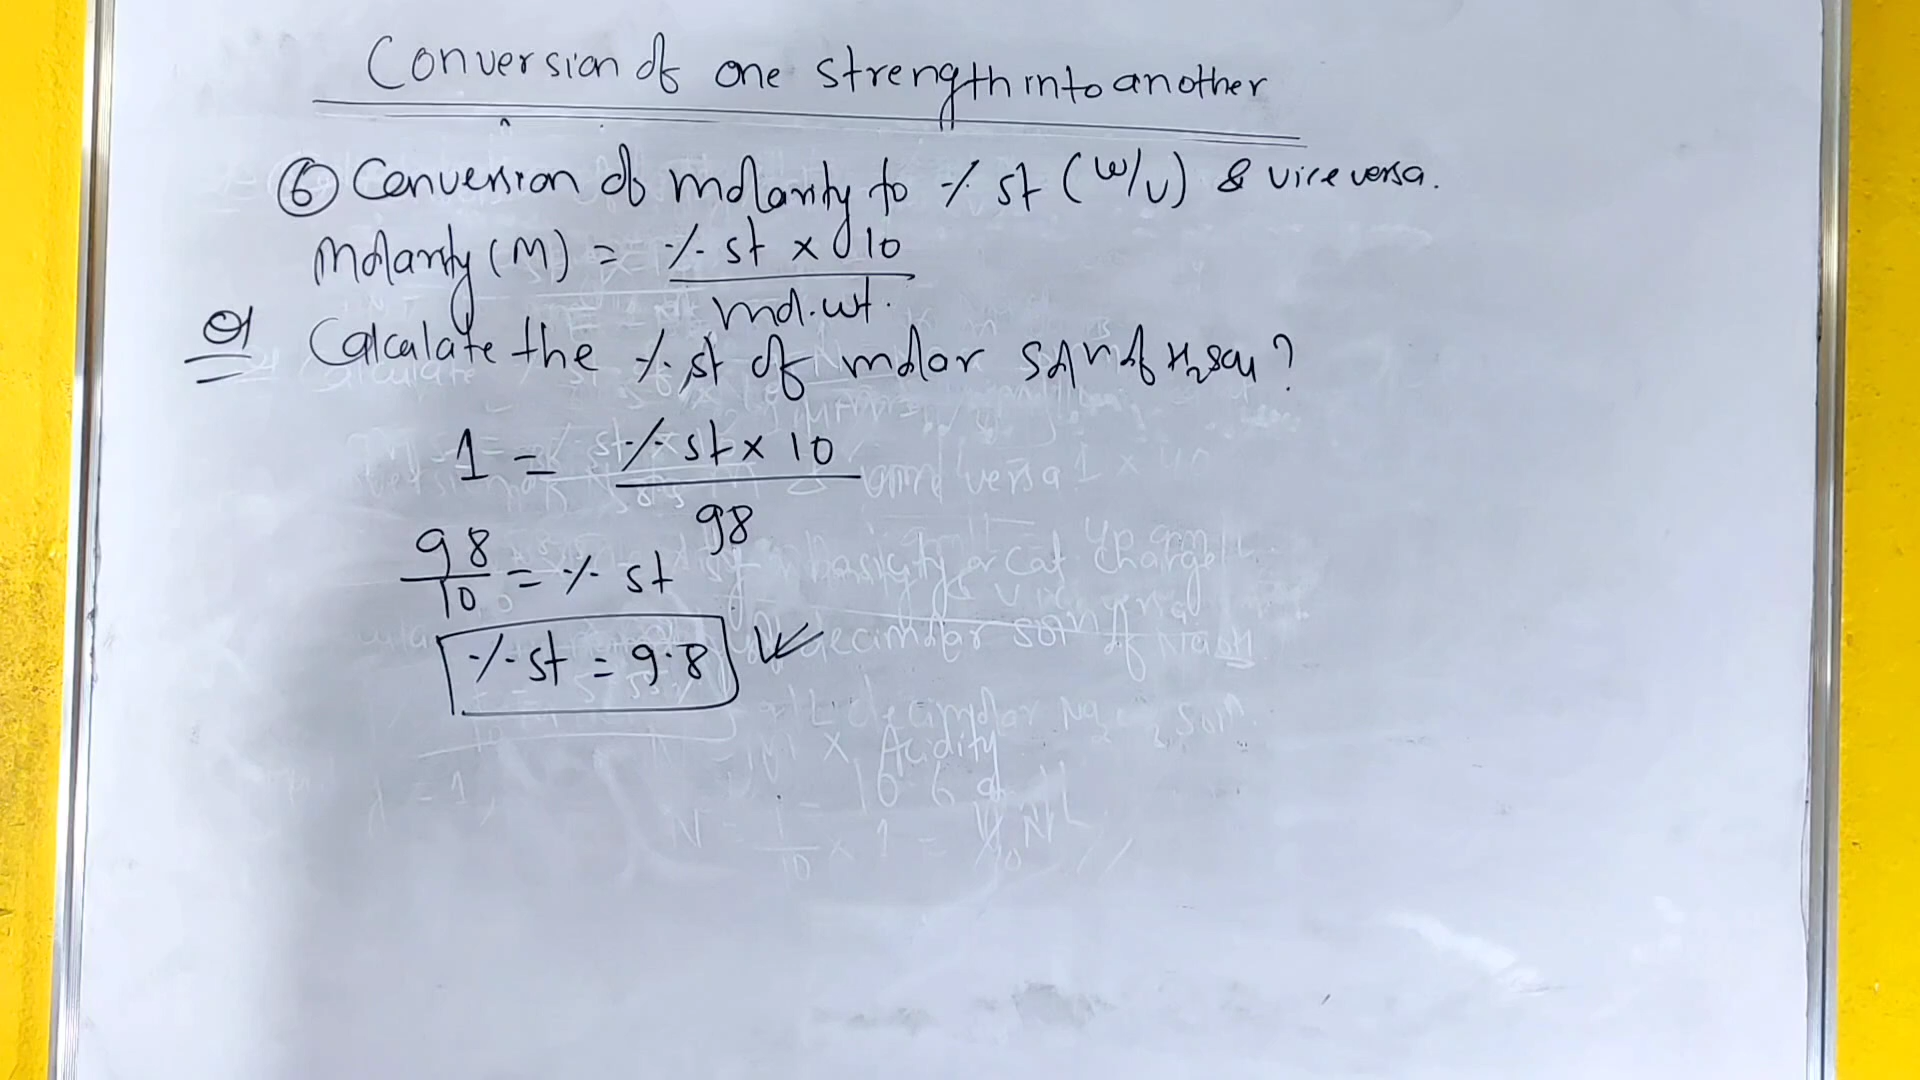 Conversion of one strength into another
⑥ Conversion of molarity to % st (w/v) & vice versa.
Molarity (M) = % st x 10
mol.wt.
Q1 Calculate the % st of molar soln of H2SO4?
1 = % st x 10
98
98
10 = % st
% st = 9.8